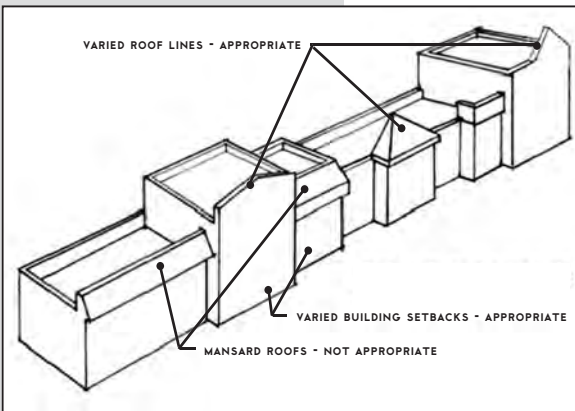 VARIED ROOF LINES - APPROPRIATE
VARIED BUILDING SETBACKS - APPROPRIATE
MANSARD ROOFS - NOT APPROPRIATE